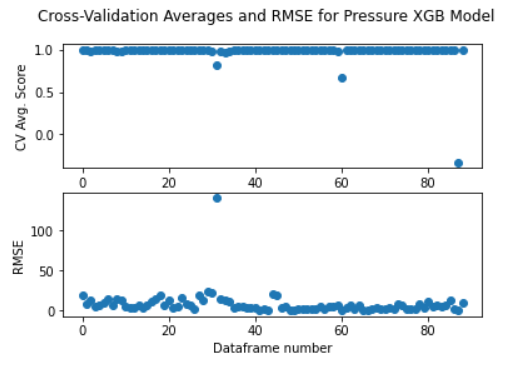 Cross-Validation Averages and RMSE for Pressure XGB Model
1.0
0.5
0.0
CV Avg. Score
0 20 40 60 80
100
50
0
RMSE
0 20 40 60 80
Dataframe number